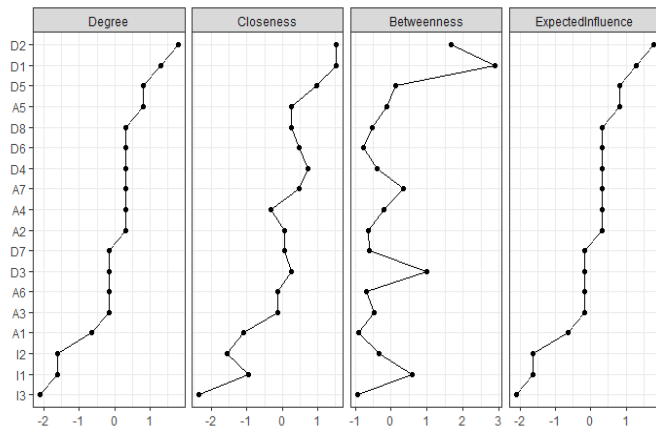 Degree Closeness Betweenness ExpectedInfluence
D2
D1
D5
A5
D8
D6
D4
A7
A4
A2
D7
D3
A6
A3
A1
I2
I1
I3
-2 -1 0 1 -2 -1 0 1 -1 0 1 2 3 -2 -1 0 1